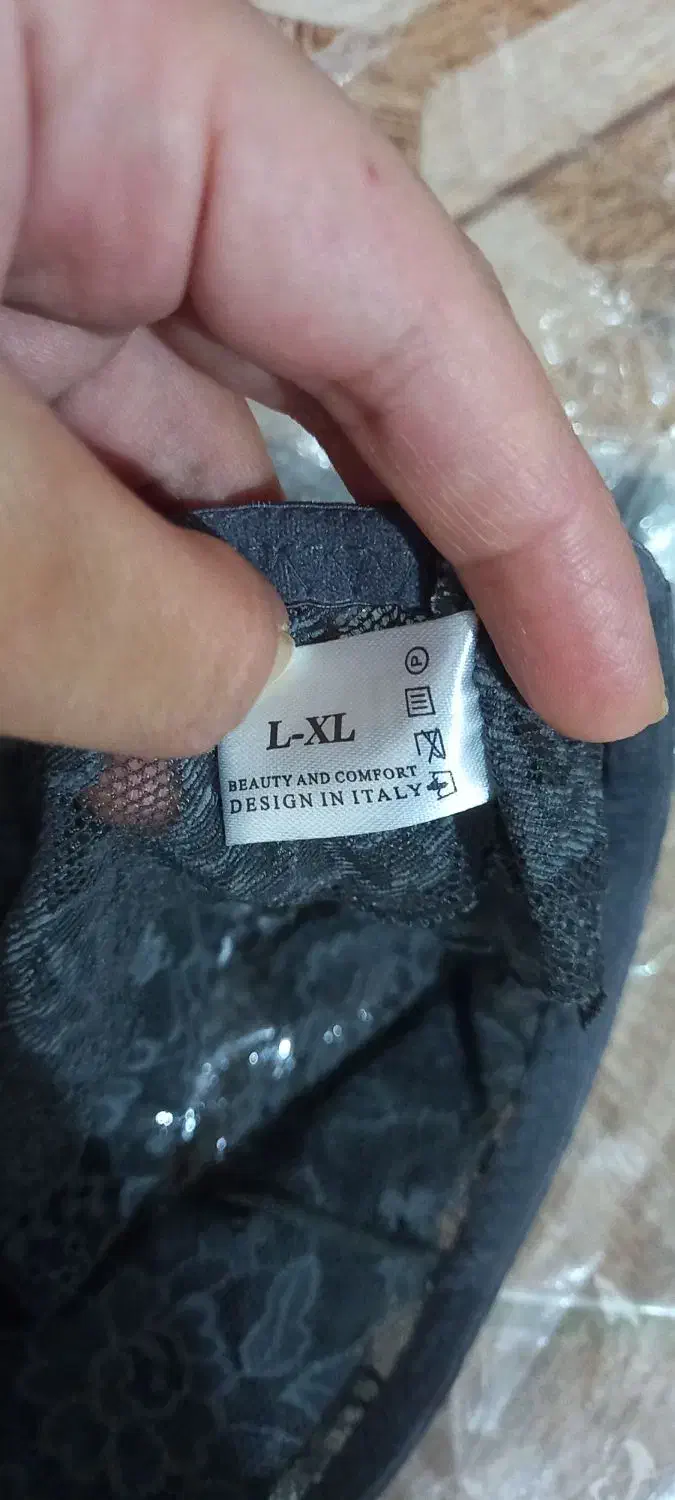 P
L-XL
BEAUTY AND COMFORT
DESIGN IN ITALY